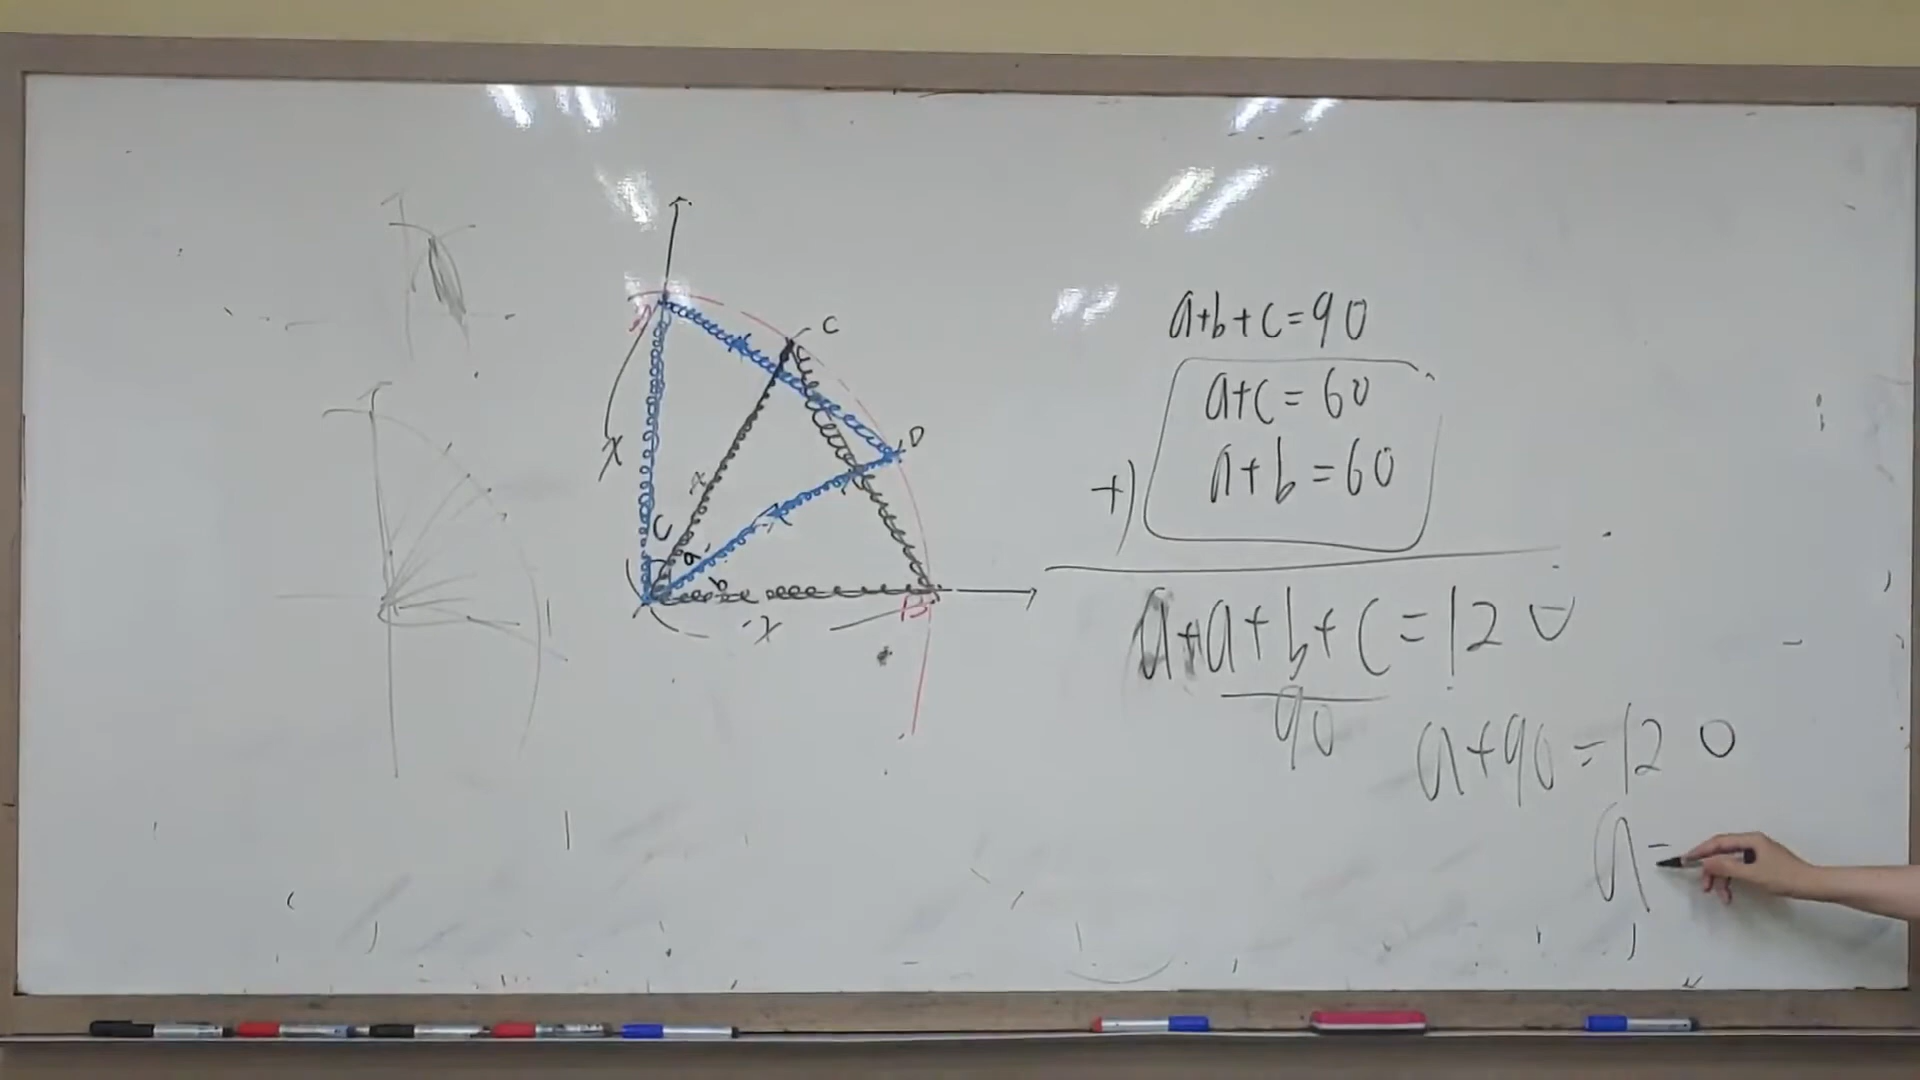 C
D
x
x
x
x
C
a
b
B
a+b+c=90
a+c=60
a+b=60
+)
a+a+b+c=120
90
a+90=120
a=